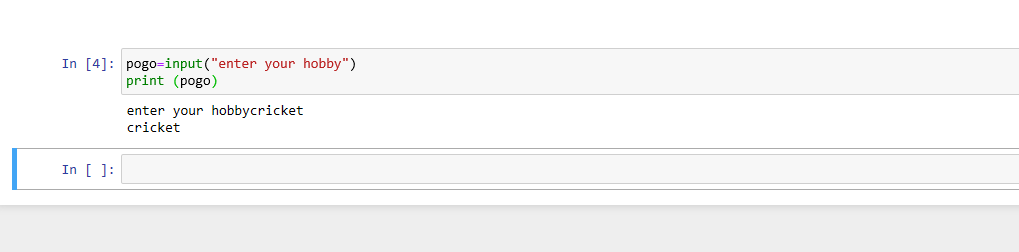 In [4]: pogo=input("enter your hobby")
print (pogo)
enter your hobbycricket
cricket
In [ ]: